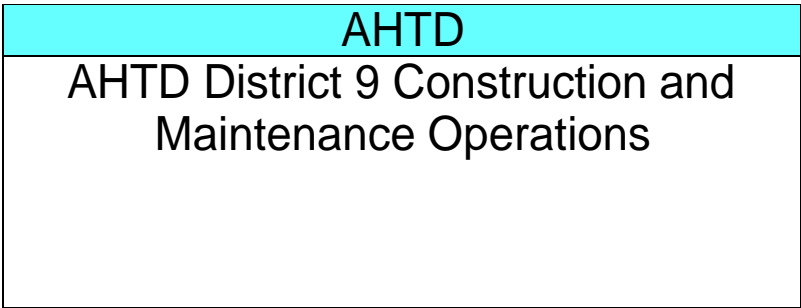 AHTD
AHTD District 9 Construction and
Maintenance Operations